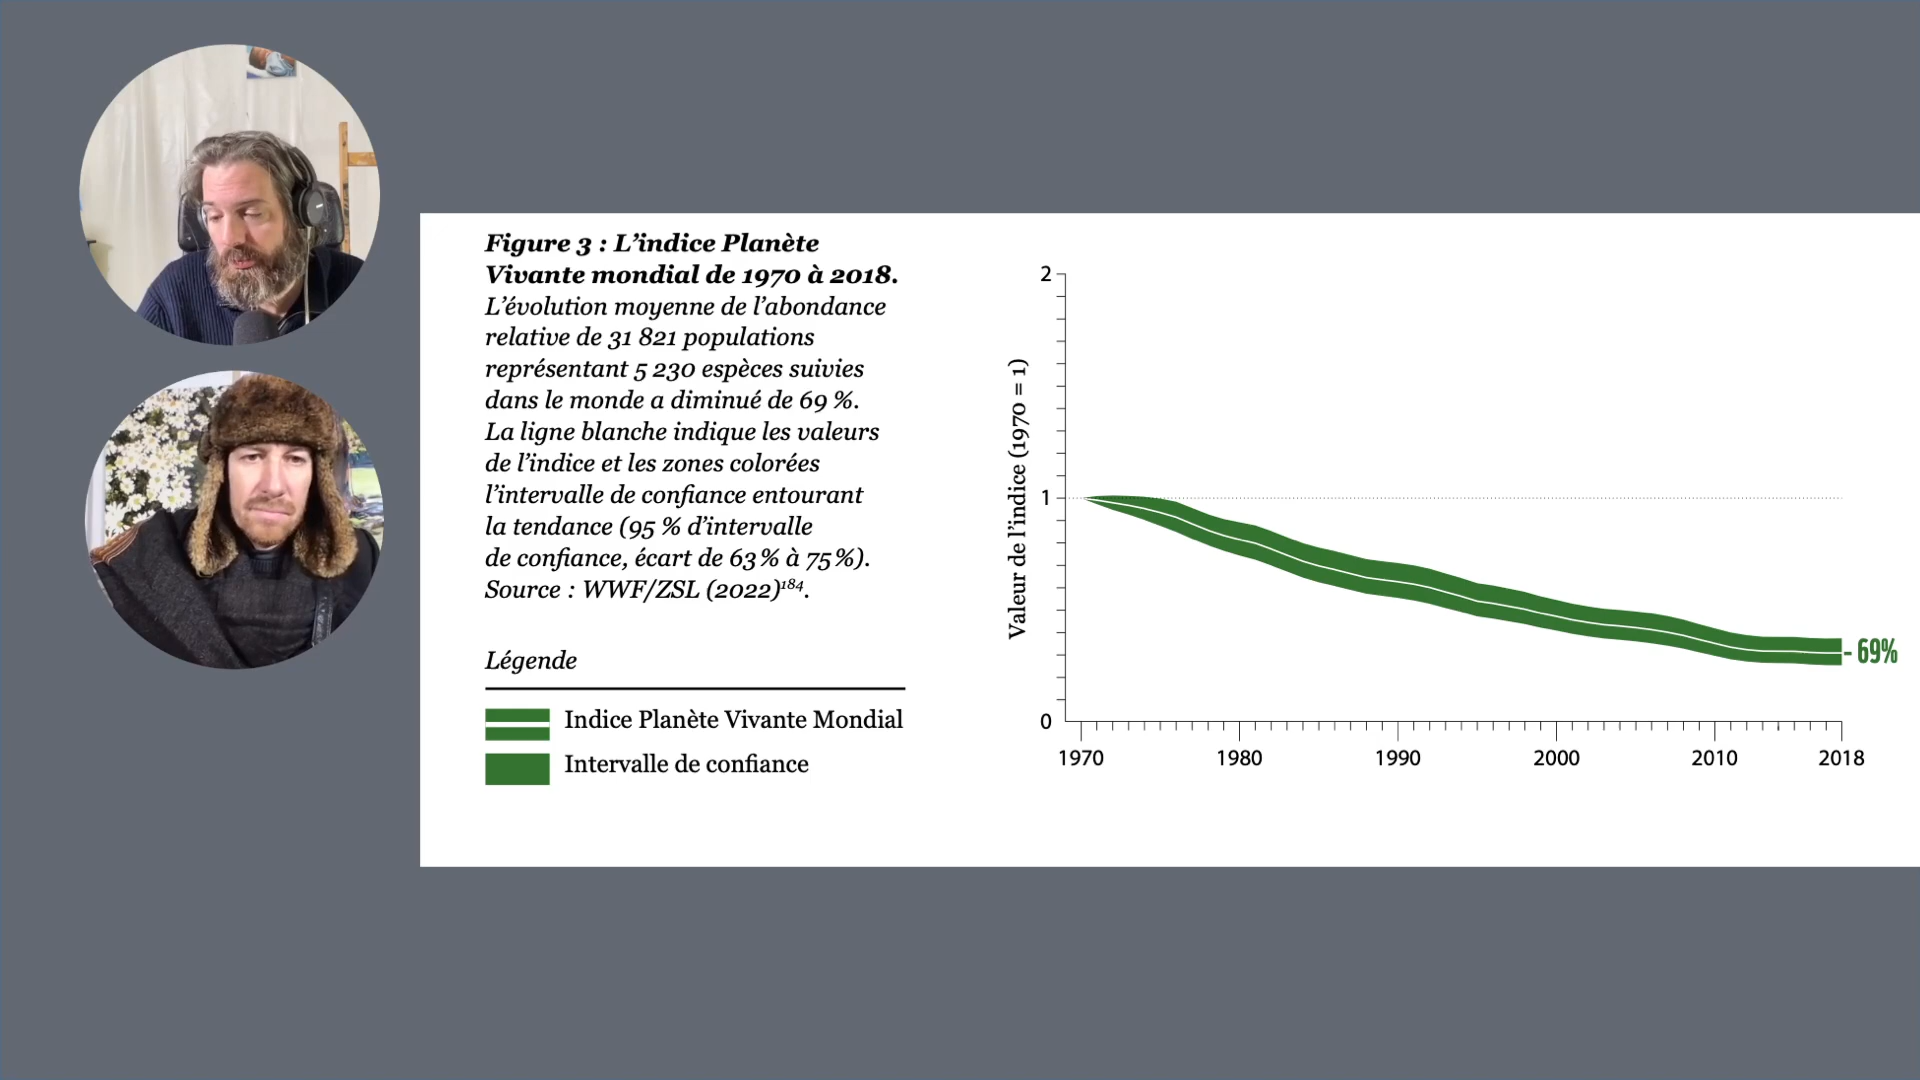 Figure 3 : L’indice Planète
Vivante mondial de 1970 à 2018.
L’évolution moyenne de l’abondance
relative de 31 821 populations
représentant 5 230 espèces suivies
dans le monde a diminué de 69 %.
La ligne blanche indique les valeurs
de l’indice et les zones colorées
l’intervalle de confiance entourant
la tendance (95 % d’intervalle
de confiance, écart de 63 % à 75 %).
Source : WWF/ZSL (2022)¹⁸⁴.
Légende
Indice Planète Vivante Mondial
Intervalle de confiance
Valeur de l’indice (1970 = 1)
2
1
0
1970 1980 1990 2000 2010 2018
- 69%